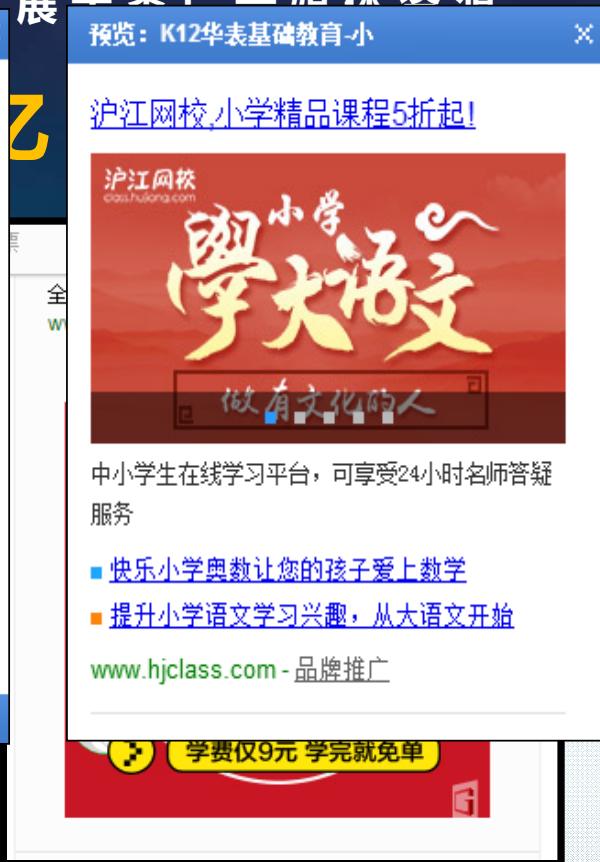 预览：K12华表基础教育-小
亿
沪江网校,小学精品课程5折起!
沪江网校
class.hujiang.com
小学
學大语文
做有文化的人
全
中小学生在线学习平台，可享受24小时名师答疑
服务
快乐小学奥数让您的孩子爱上数学
提升小学语文学习兴趣，从大语文开始
www.hjclass.com - 品牌推广
学费仅9元 学完就免单